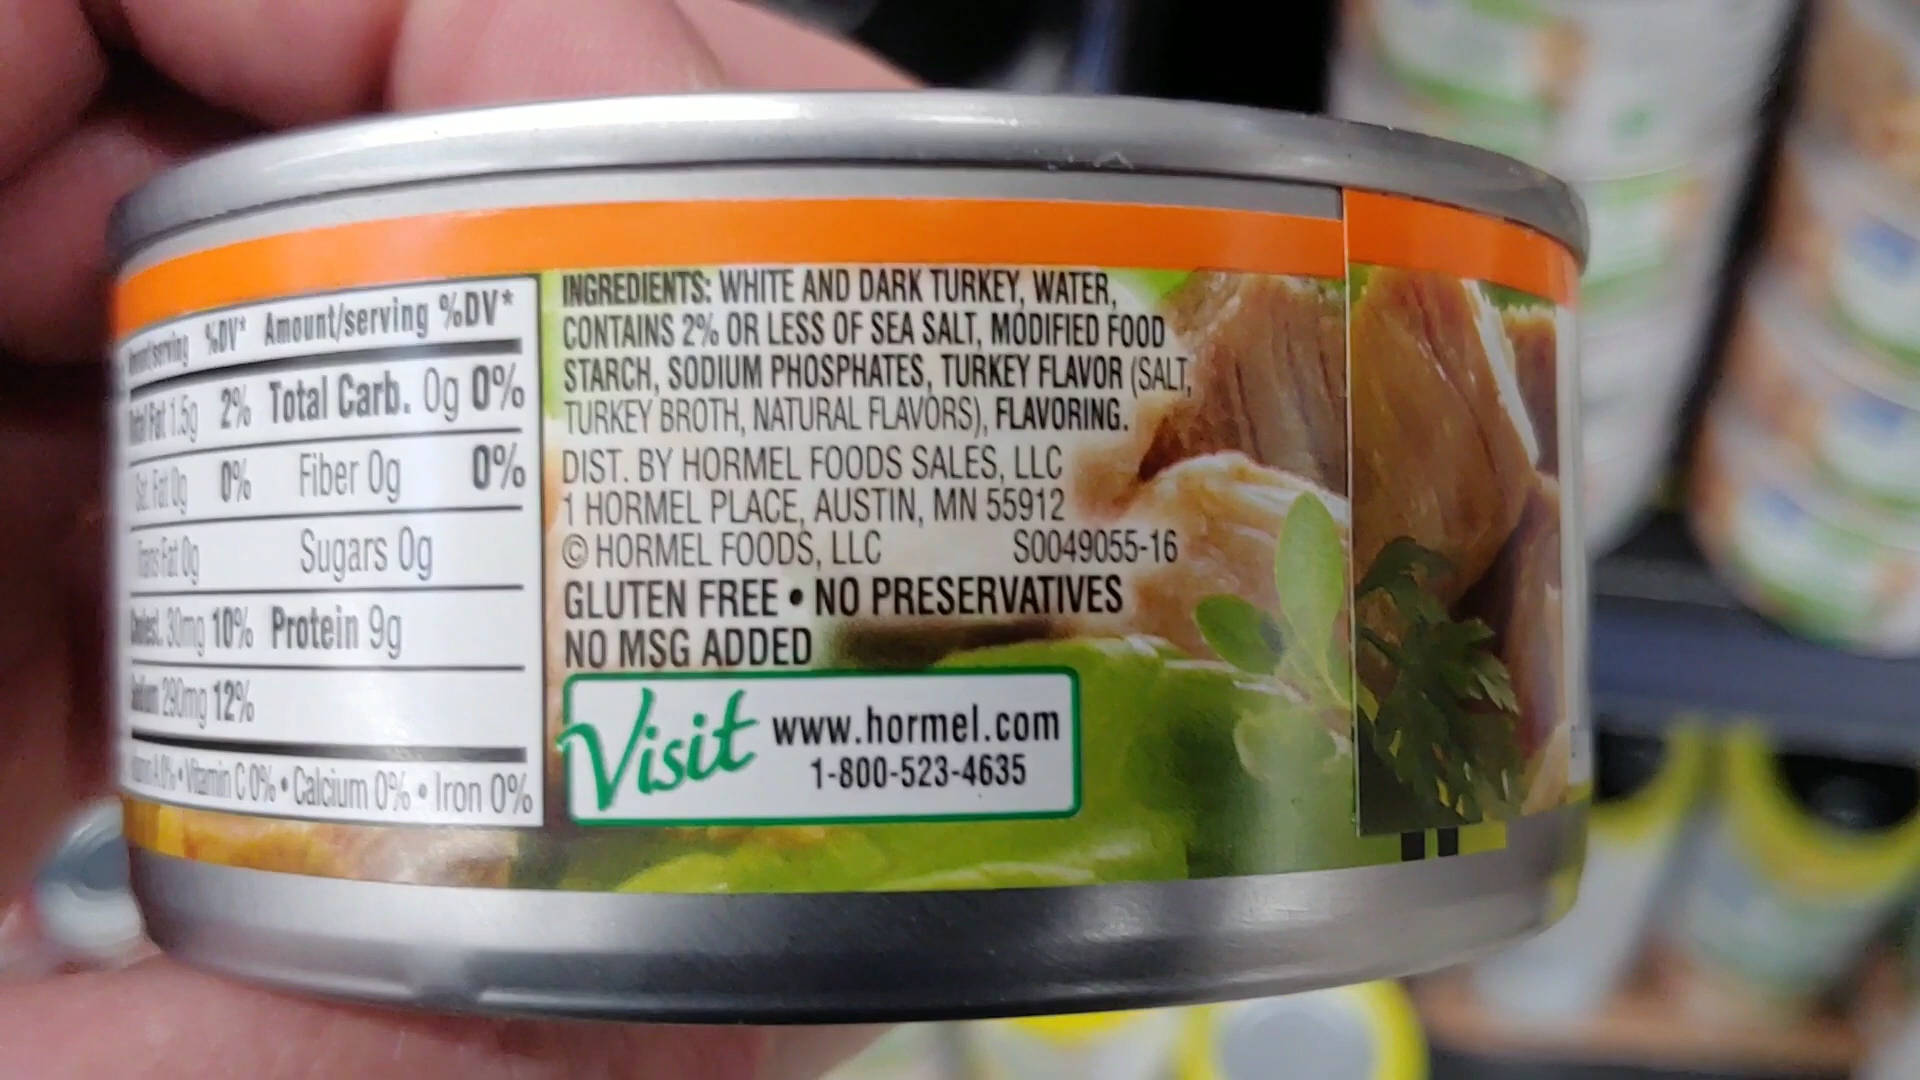 %DV* Amount/serving %DV*
Total Fat 1.5g 2% Total Carb. 0g 0%
Sat. Fat 0g 0% Fiber 0g 0%
Trans Fat 0g Sugars 0g
Cholest. 30mg 10% Protein 9g
Sodium 290mg 12%
Vitamin A 0% • Vitamin C 0% • Calcium 0% • Iron 0%
INGREDIENTS: WHITE AND DARK TURKEY, WATER,
CONTAINS 2% OR LESS OF SEA SALT, MODIFIED FOOD
STARCH, SODIUM PHOSPHATES, TURKEY FLAVOR (SALT,
TURKEY BROTH, NATURAL FLAVORS), FLAVORING.
DIST. BY HORMEL FOODS SALES, LLC
1 HORMEL PLACE, AUSTIN, MN 55912
© HORMEL FOODS, LLC S0049055-16
GLUTEN FREE • NO PRESERVATIVES
NO MSG ADDED
Visit www.hormel.com
1-800-523-4635